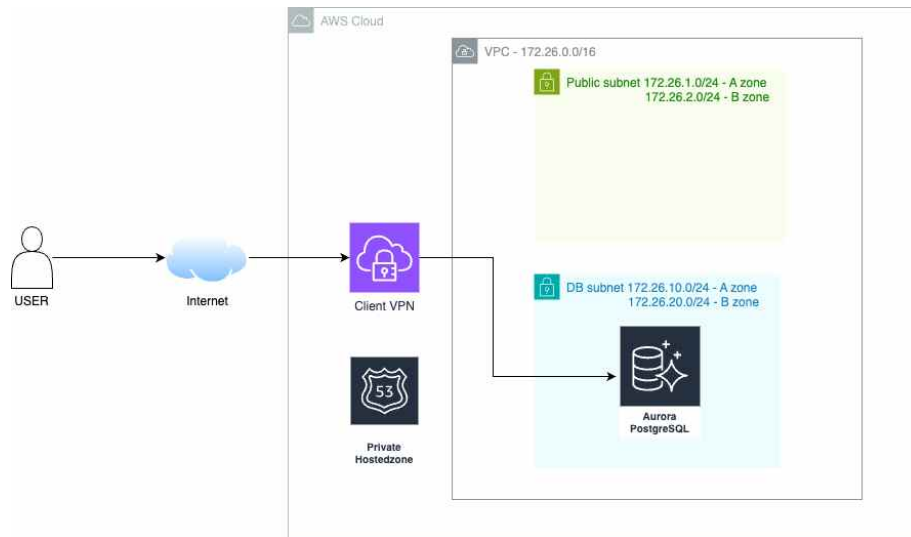 AWS Cloud
VPC - 172.26.0.0/16
Public subnet 172.26.1.0/24 - A zone
172.26.2.0/24 - B zone
USER
Internet
Client VPN
DB subnet 172.26.10.0/24 - A zone
172.26.20.0/24 - B zone
Aurora
PostgreSQL
53
Private
Hostedzone